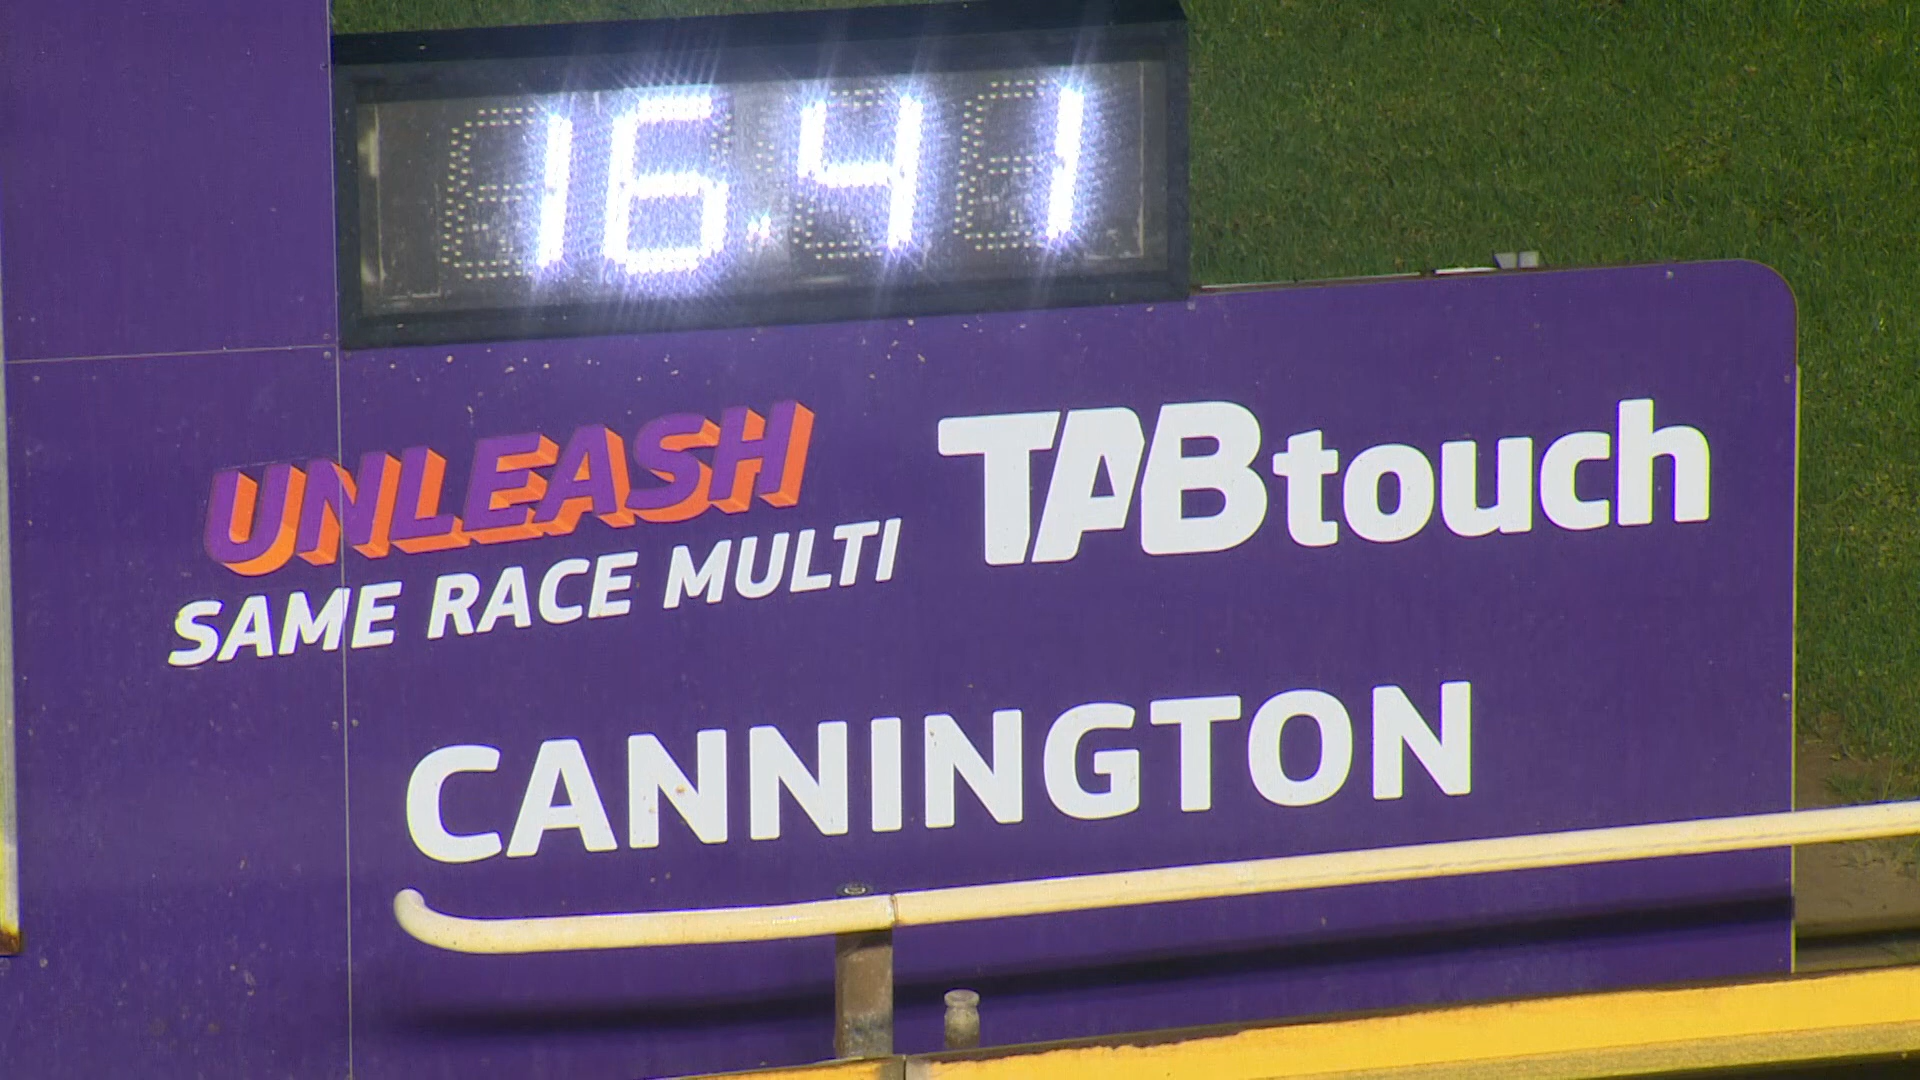 16.41
UNLEASH
SAME RACE MULTI
TABtouch
CANNINGTON